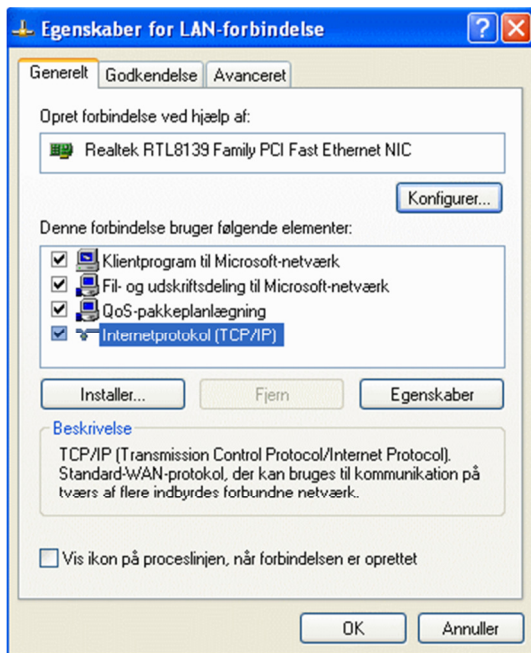 Egenskaber for LAN-forbindelse
Generelt
Godkendelse
Avanceret
Opret forbindelse ved hjælp af:
Realtek RTL8139 Family PCI Fast Ethernet NIC
Konfigurer...
Denne forbindelse bruger følgende elementer:
Klientprogram til Microsoft-netværk
Fil- og udskriftsdeling til Microsoft-netværk
QoS-pakkeplanlægning
Internetprotokol (TCP/IP)
Installer...
Fjern
Egenskaber
Beskrivelse
TCP/IP (Transmission Control Protocol/Internet Protocol).
Standard-WAN-protokol, der kan bruges til kommunikation på
tværs af flere indbyrdes forbundne netværk.
Vis ikon på proceslinjen, når forbindelsen er oprettet
OK
Annuller